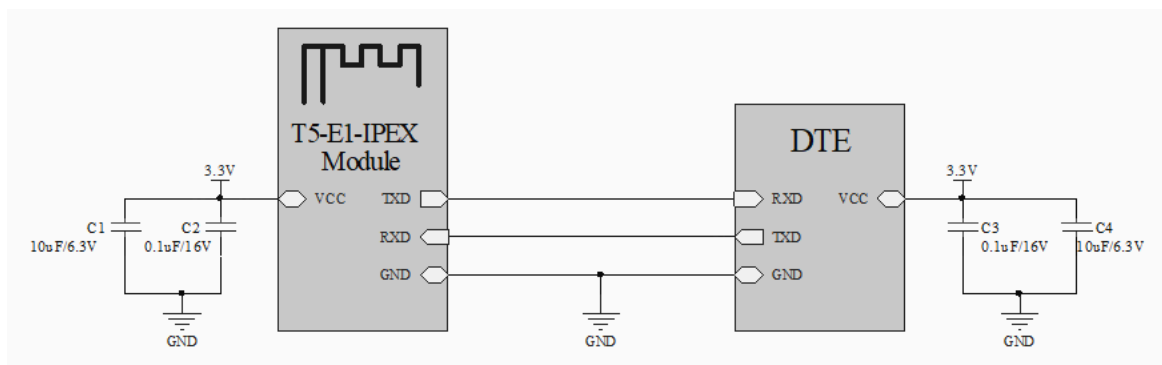 T5-E1-IPEX
Module
DTE
3.3V
3.3V
VCC
TXD
RXD
VCC
C1
10uF/6.3V
C2
0.1uF/16V
RXD
TXD
C3
0.1uF/16V
C4
10uF/6.3V
GND
GND
GND
GND
GND